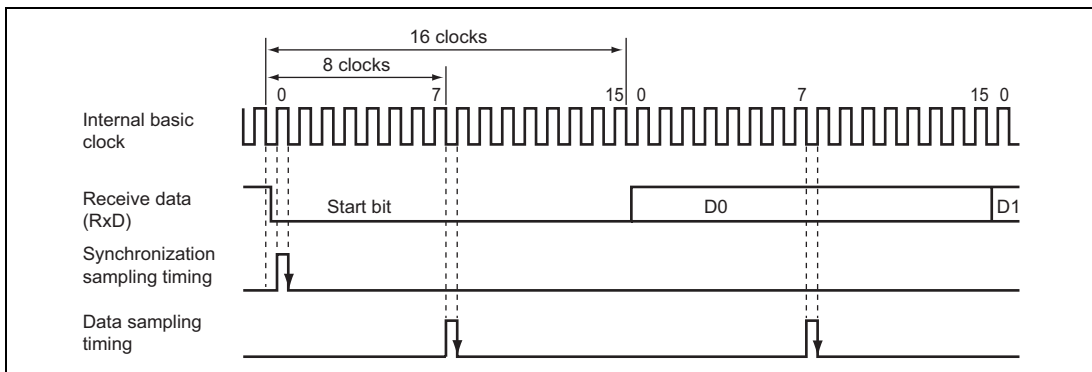 16 clocks
8 clocks
0 7 15 0 7 15 0
Internal basic
clock
Receive data
(RxD)
Start bit D0 D1
Synchronization
sampling timing
Data sampling
timing